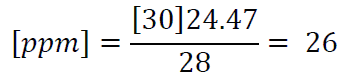 [ppm] = [30]24.47 / 28 = 26